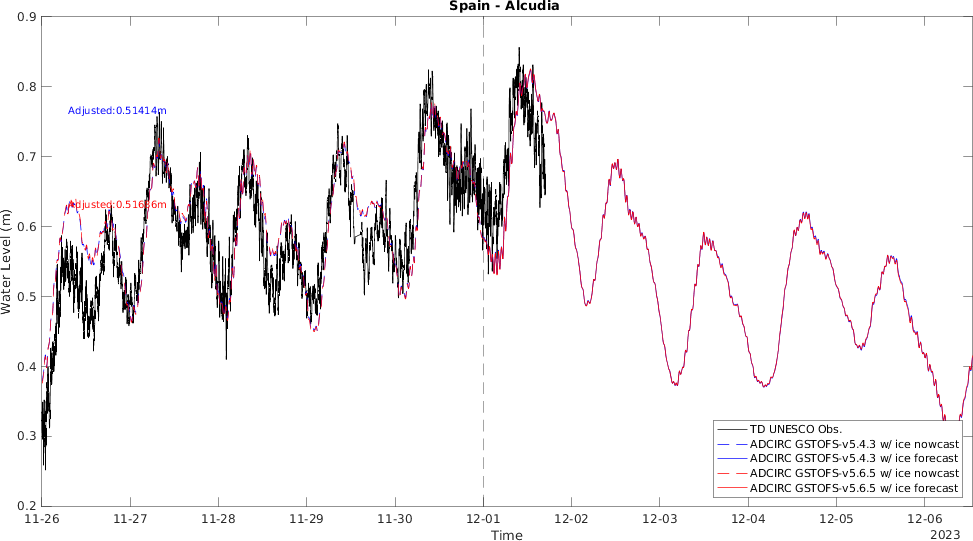 Spain - Alcudia
0.9
0.8
0.7
0.6
0.5
0.4
0.3
0.2
Water Level (m)
Adjusted:0.51414m
TD UNESCO Obs.
ADCIRC GSTOFS-v5.4.3 w/ ice nowcast
ADCIRC GSTOFS-v5.4.3 w/ ice forecast
ADCIRC GSTOFS-v5.6.5 w/ ice nowcast
ADCIRC GSTOFS-v5.6.5 w/ ice forecast
11-26 11-27 11-28 11-29 11-30 12-01 12-02 12-03 12-04 12-05 12-06
Time
2023